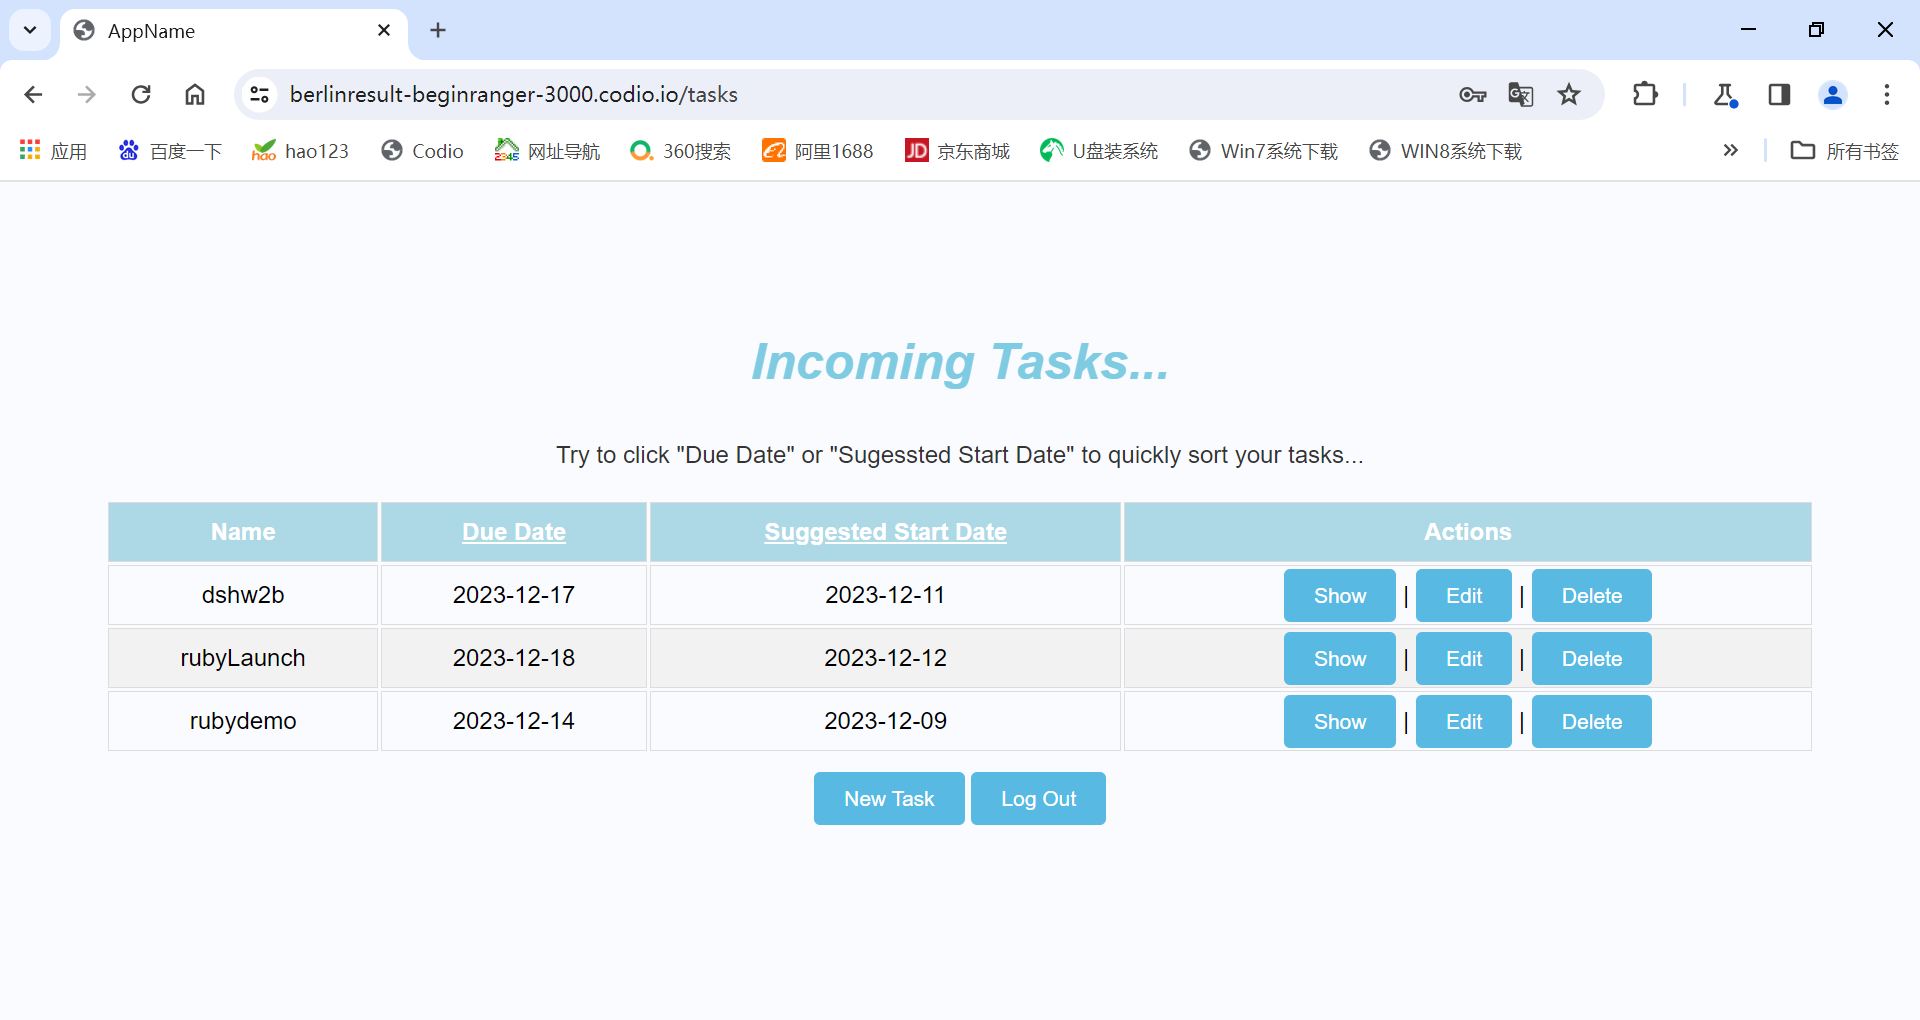 AppName
berlinresult-beginranger-3000.codio.io/tasks
应用 百度一下 hao123 Codio 网址导航 360搜索 阿里1688 JD 京东商城 U盘装系统 Win7系统下载 WIN8系统下载 所有书签
Incoming Tasks...
Try to click "Due Date" or "Sugessted Start Date" to quickly sort your tasks...
Name Due Date Suggested Start Date Actions
dshw2b 2023-12-17 2023-12-11 Show | Edit | Delete
rubyLaunch 2023-12-18 2023-12-12 Show | Edit | Delete
rubydemo 2023-12-14 2023-12-09 Show | Edit | Delete
New Task Log Out